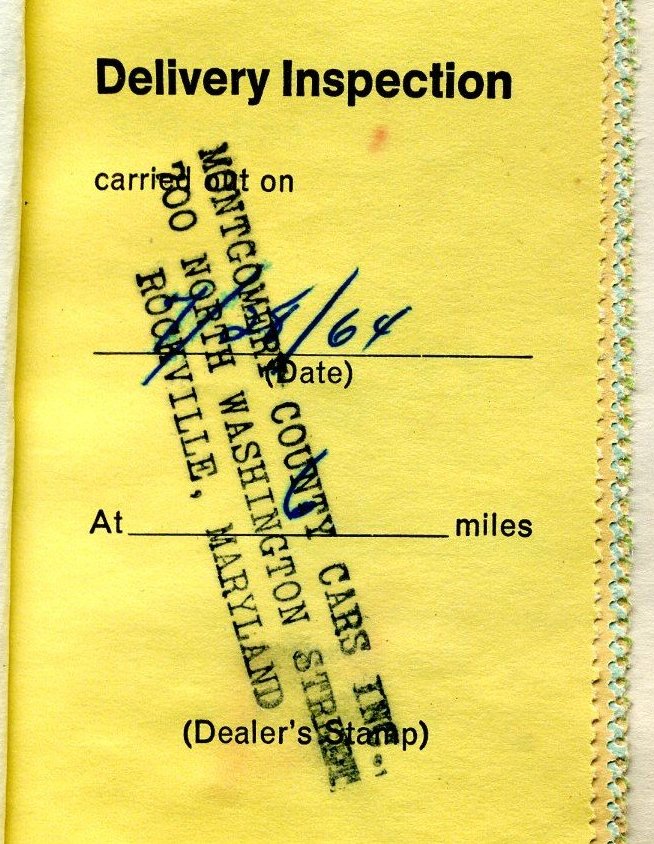 Delivery Inspection
carried out on
/64
(Date)
At 6 miles
(Dealer's Stamp)
MONTGOMERY COUNTY CARS INC.
700 NORTH WASHINGTON STREET
ROCKVILLE, MARYLAND